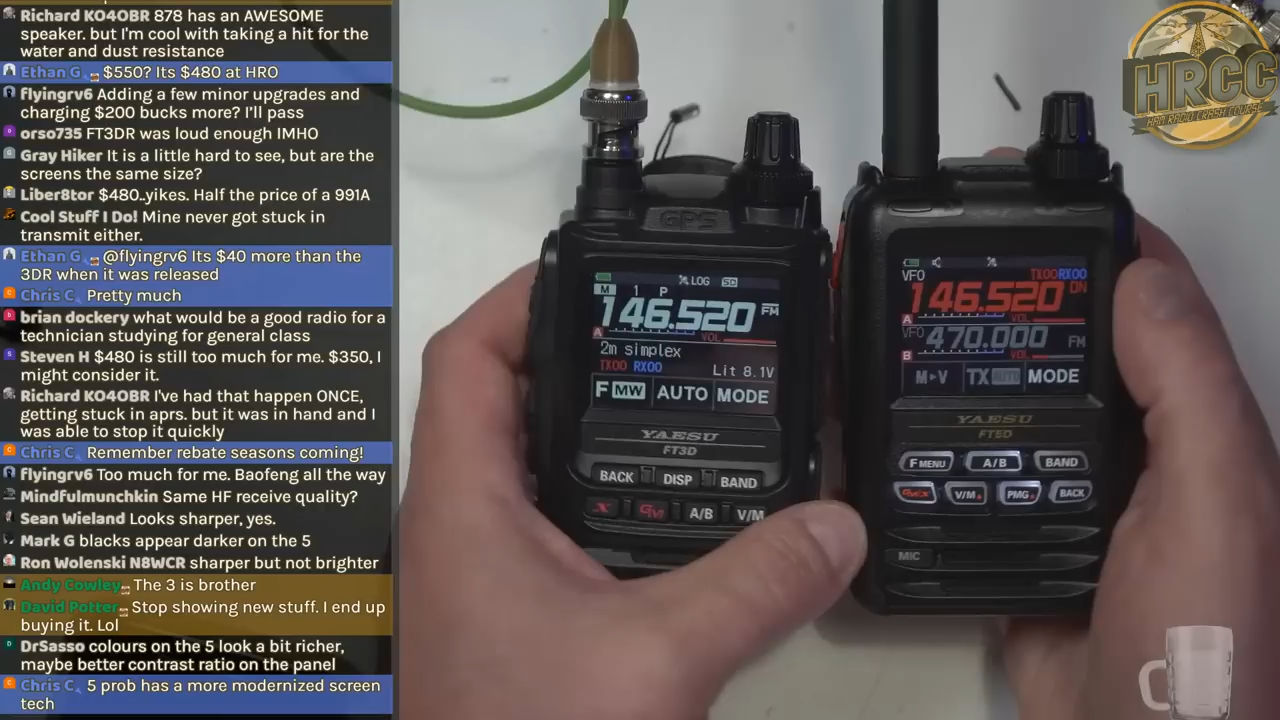 Richard KO4OBR 878 has an AWESOME
speaker. but I'm cool with taking a hit for the
water and dust resistance
Ethan G $550? Its $480 at HRO
flyingrv6 Adding a few minor upgrades and
charging $200 bucks more? I'll pass
orso735 FT3DR was loud enough IMHO
Gray Hiker It is a little hard to see, but are the
screens the same size?
Liber8tor $480..yikes. Half the price of a 991A
Cool Stuff I Do! Mine never got stuck in
transmit either.
Ethan G @flyingrv6 Its $40 more than the
3DR when it was released
Chris C Pretty much
brian dockery what would be a good radio for a
technician studying for general class
Steven H $480 is still too much for me. $350, I
might consider it.
Richard KO4OBR I've had that happen ONCE,
getting stuck in aprs. but it was in hand and I
was able to stop it quickly
Chris C Remember rebate seasons coming!
flyingrv6 Too much for me. Baofeng all the way
Mindfulmunchkin Same HF receive quality?
Sean Wieland Looks sharper, yes.
Mark G blacks appear darker on the 5
Ron Wolenski N8WCR sharper but not brighter
Andy Cowley The 3 is brother
David Potter Stop showing new stuff. I end up
buying it. Lol
DrSasso colours on the 5 look a bit richer,
maybe better contrast ratio on the panel
Chris C 5 prob has a more modernized screen
tech
GPS
LOG SD
M 1 P
146.520 FM
A VOL
2m simplex
TX00 RX00 Lit 8.1V
F MW AUTO MODE
YAESU
FT3D
BACK DISP BAND
X GM A/B V/M
VFO TX00 RX00
146.520 DN
A VOL
VFO
470.000 FM
B VOL
M▶V TX AUTO MODE
YAESU
FT5D
F MENU A/B BAND
V/M PMG BACK
MIC
HRCC
HAM RADIO CRASH COURSE